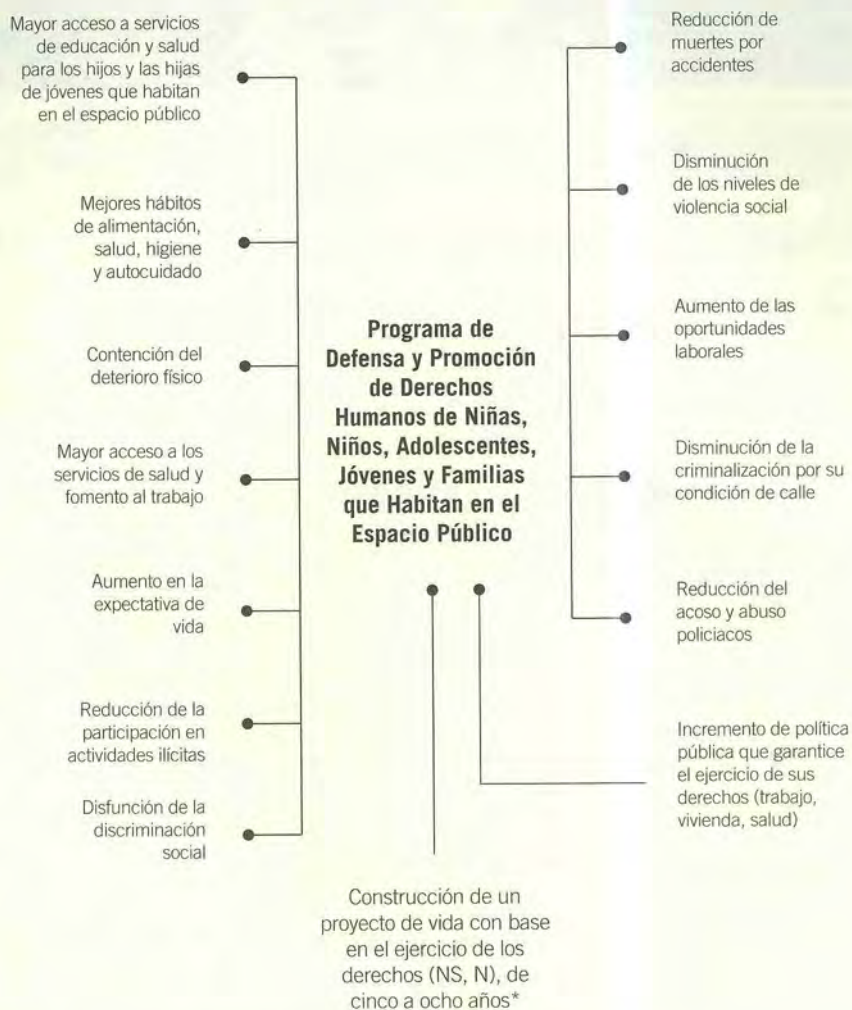 Mayor acceso a servicios
de educación y salud
para los hijos y las hijas
de jóvenes que habitan
en el espacio público
Mejores hábitos
de alimentación,
salud, higiene
y autocuidado
Contención del
deterioro físico
Mayor acceso a los
servicios de salud y
fomento al trabajo
Aumento en la
expectativa de
vida
Reducción de la
participación en
actividades ilícitas
Disfunción de la
discriminación
social
Programa de
Defensa y Promoción
de Derechos
Humanos de Niñas,
Niños, Adolescentes,
Jóvenes y Familias
que Habitan en el
Espacio Público
Construcción de un
proyecto de vida con base
en el ejercicio de los
derechos (NS, N), de
cinco a ocho años*
Reducción de
muertes por
accidentes
Disminución
de los niveles de
violencia social
Aumento de las
oportunidades
laborales
Disminución de la
criminalización por su
condición de calle
Reducción del
acoso y abuso
policiacos
Incremento de política
pública que garantice
el ejercicio de sus
derechos (trabajo,
vivienda, salud)